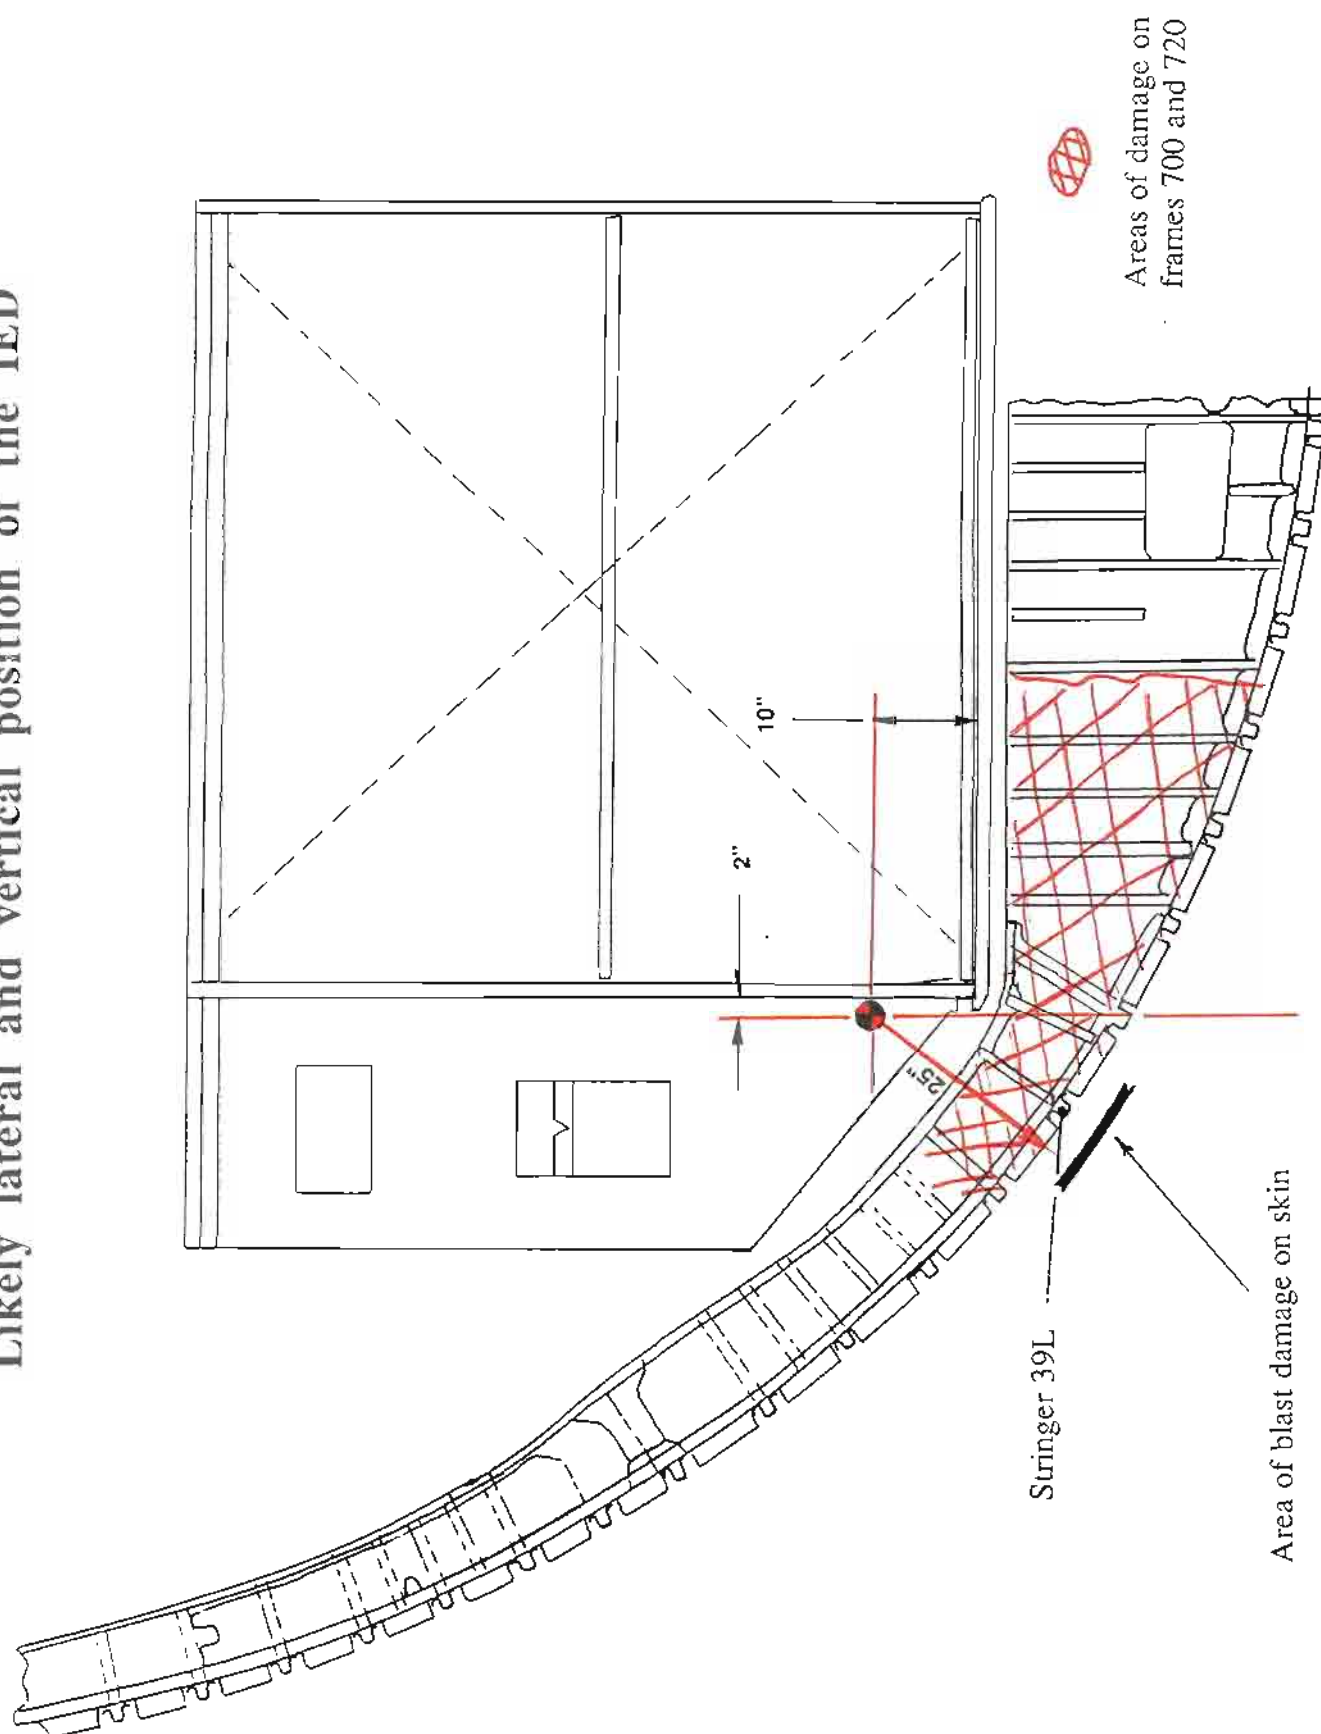 Likely lateral and vertical position of the IED
Areas of damage on
frames 700 and 720
10"
2"
25"
Stringer 39L
Area of blast damage on skin